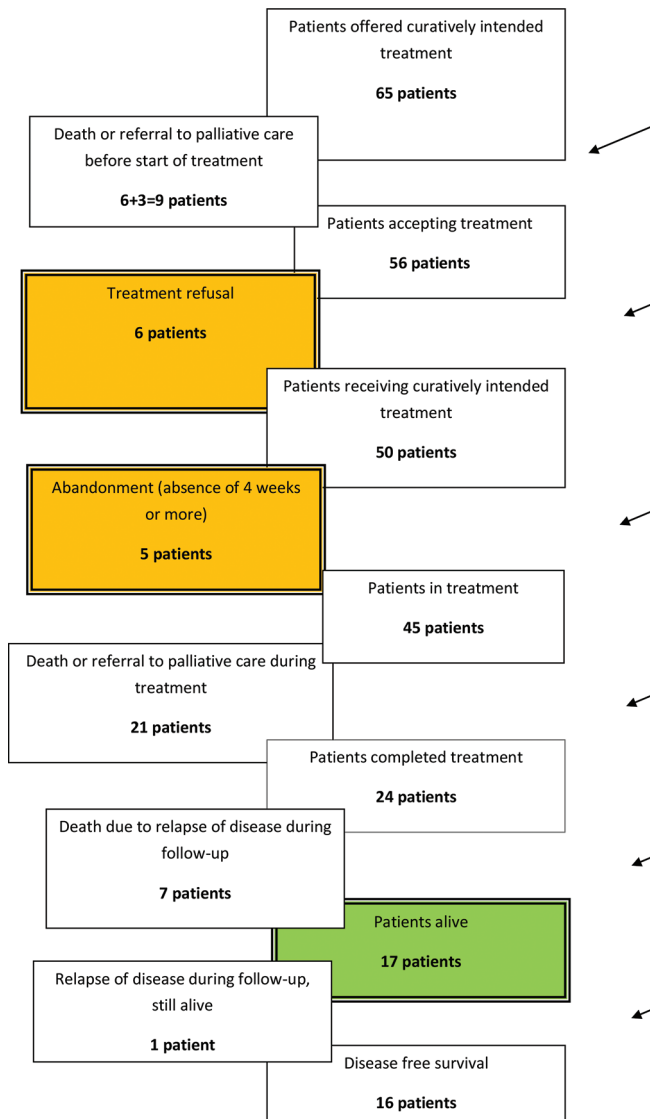 Patients offered curatively intended
treatment
65 patients
Death or referral to palliative care
before start of treatment
6+3=9 patients
Patients accepting treatment
56 patients
Treatment refusal
6 patients
Patients receiving curatively intended
treatment
50 patients
Abandonment (absence of 4 weeks
or more)
5 patients
Patients in treatment
45 patients
Death or referral to palliative care during
treatment
21 patients
Patients completed treatment
24 patients
Death due to relapse of disease during
follow-up
7 patients
Patients alive
17 patients
Relapse of disease during follow-up,
still alive
1 patient
Disease free survival
16 patients